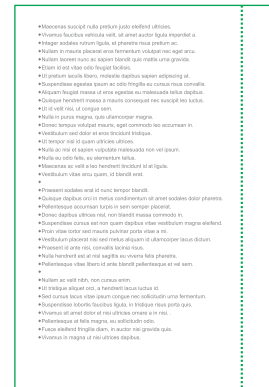 Maecenas suscipit nulla pretium justo eleifend ultricies.
Vivamus faucibus vehicula velit, sit amet auctor ligula imperdiet a.
Integer sodales rutrum ligula, et pharetra risus pretium ac.
Nullam in mauris placerat eros fermentum volutpat nec eget arcu.
Nullam laoreet nunc ac sapien blandit quis mattis urna gravida.
Etiam id est vitae odio feugiat facilisis.
Ut pretium iaculis libero, molestie dapibus sapien adipiscing at.
Suspendisse egestas ipsum ac odio fringilla eu cursus risus convallis.
Aliquam feugiat massa ut eros egestas eu malesuada tellus dapibus.
Quisque hendrerit massa a mauris consequat nec suscipit leo luctus.
Ut id velit nisi, ut congue sem.
Nulla in purus magna, quis ullamcorper magna.
Donec tempus volutpat mauris, eget commodo leo accumsan in.
Vestibulum sed dolor et eros tincidunt tristique.
Ut tempor nisl id quam ultricies ultrices.
Nulla ac nisi et sapien vulputate malesuada non vel ipsum.
Nulla eu odio felis, eu elementum tellus.
Maecenas ac velit a leo hendrerit tincidunt id at ligula.
Vestibulum vitae arcu quam, id blandit erat.
Praesent sodales erat id nunc tempor blandit.
Quisque dapibus orci in metus condimentum sit amet sodales dolor pharetra.
Pellentesque accumsan turpis in sem semper placerat.
Donec dapibus ultrices nisl, non blandit massa commodo in.
Suspendisse cursus est non quam dapibus vitae vestibulum magna eleifend.
Proin vitae tortor sed mauris pulvinar porta vitae a mi.
Vestibulum placerat nisi sed metus aliquam id ullamcorper lacus dictum.
Praesent id ante nisi, convallis lacinia risus.
Nulla hendrerit est at nisl sagittis eu viverra felis pharetra.
Pellentesque vitae libero id ante blandit pellentesque et vel sem.
Nullam ac velit nibh, non cursus enim.
Ut tristique aliquet orci, a hendrerit lacus luctus id.
Sed cursus lacus vitae ipsum congue nec sollicitudin urna fermentum.
Suspendisse lobortis faucibus ligula, in tristique risus porta quis.
Vivamus sit amet dolor et nisi ultricies ornare a in nisi. .
Pellentesque at felis magna, eu sollicitudin odio.
Fusce eleifend fringilla diam, in auctor nisi gravida quis.
Vivamus in magna ut nisi ultrices dapibus.